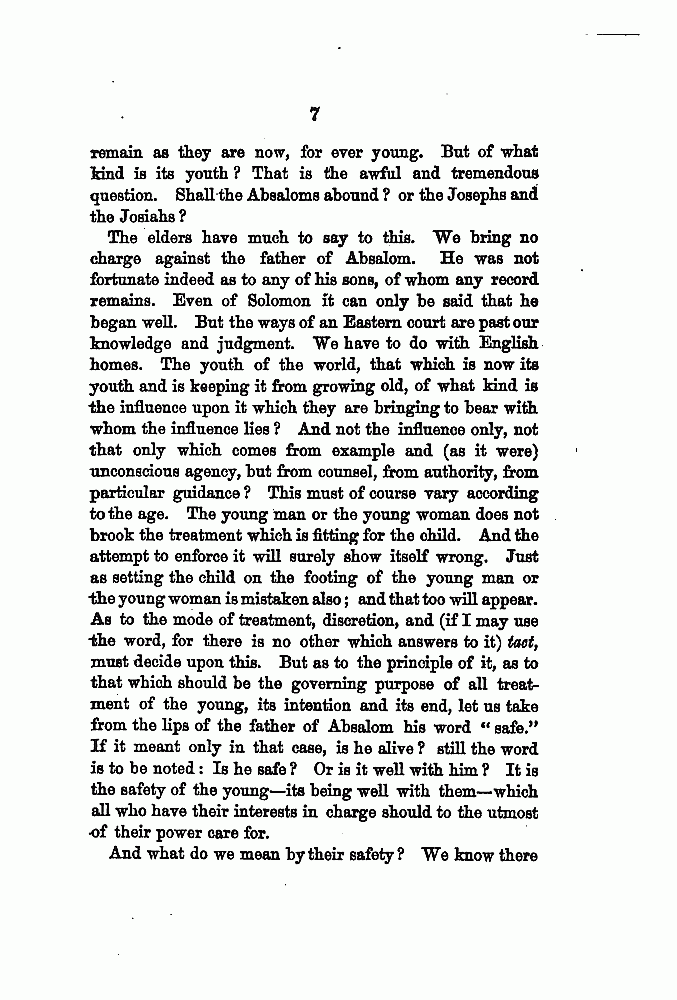 7
remain as they are now, for ever young. But of what
kind is its youth? That is the awful and tremendous
question. Shall the Absaloms abound? or the Josephs and
the Josiahs?
The elders have much to say to this. We bring no
charge against the father of Absalom. He was not
fortunate indeed as to any of his sons, of whom any record
remains. Even of Solomon it can only be said that he
began well. But the ways of an Eastern court are past our
knowledge and judgment. We have to do with English
homes. The youth of the world, that which is now its
youth and is keeping it from growing old, of what kind is
the influence upon it which they are bringing to bear with
whom the influence lies? And not the influence only, not
that only which comes from example and (as it were)
unconscious agency, but from counsel, from authority, from
particular guidance? This must of course vary according
to the age. The young man or the young woman does not
brook the treatment which is fitting for the child. And the
attempt to enforce it will surely show itself wrong. Just
as setting the child on the footing of the young man or
the young woman is mistaken also; and that too will appear.
As to the mode of treatment, discretion, and (if I may use
the word, for there is no other which answers to it) tact,
must decide upon this. But as to the principle of it, as to
that which should be the governing purpose of all treat-
ment of the young, its intention and its end, let us take
from the lips of the father of Absalom his word "safe."
If it meant only in that case, is he alive? still the word
is to be noted: Is he safe? Or is it well with him? It is
the safety of the young—its being well with them—which
all who have their interests in charge should to the utmost
of their power care for.
And what do we mean by their safety? We know there